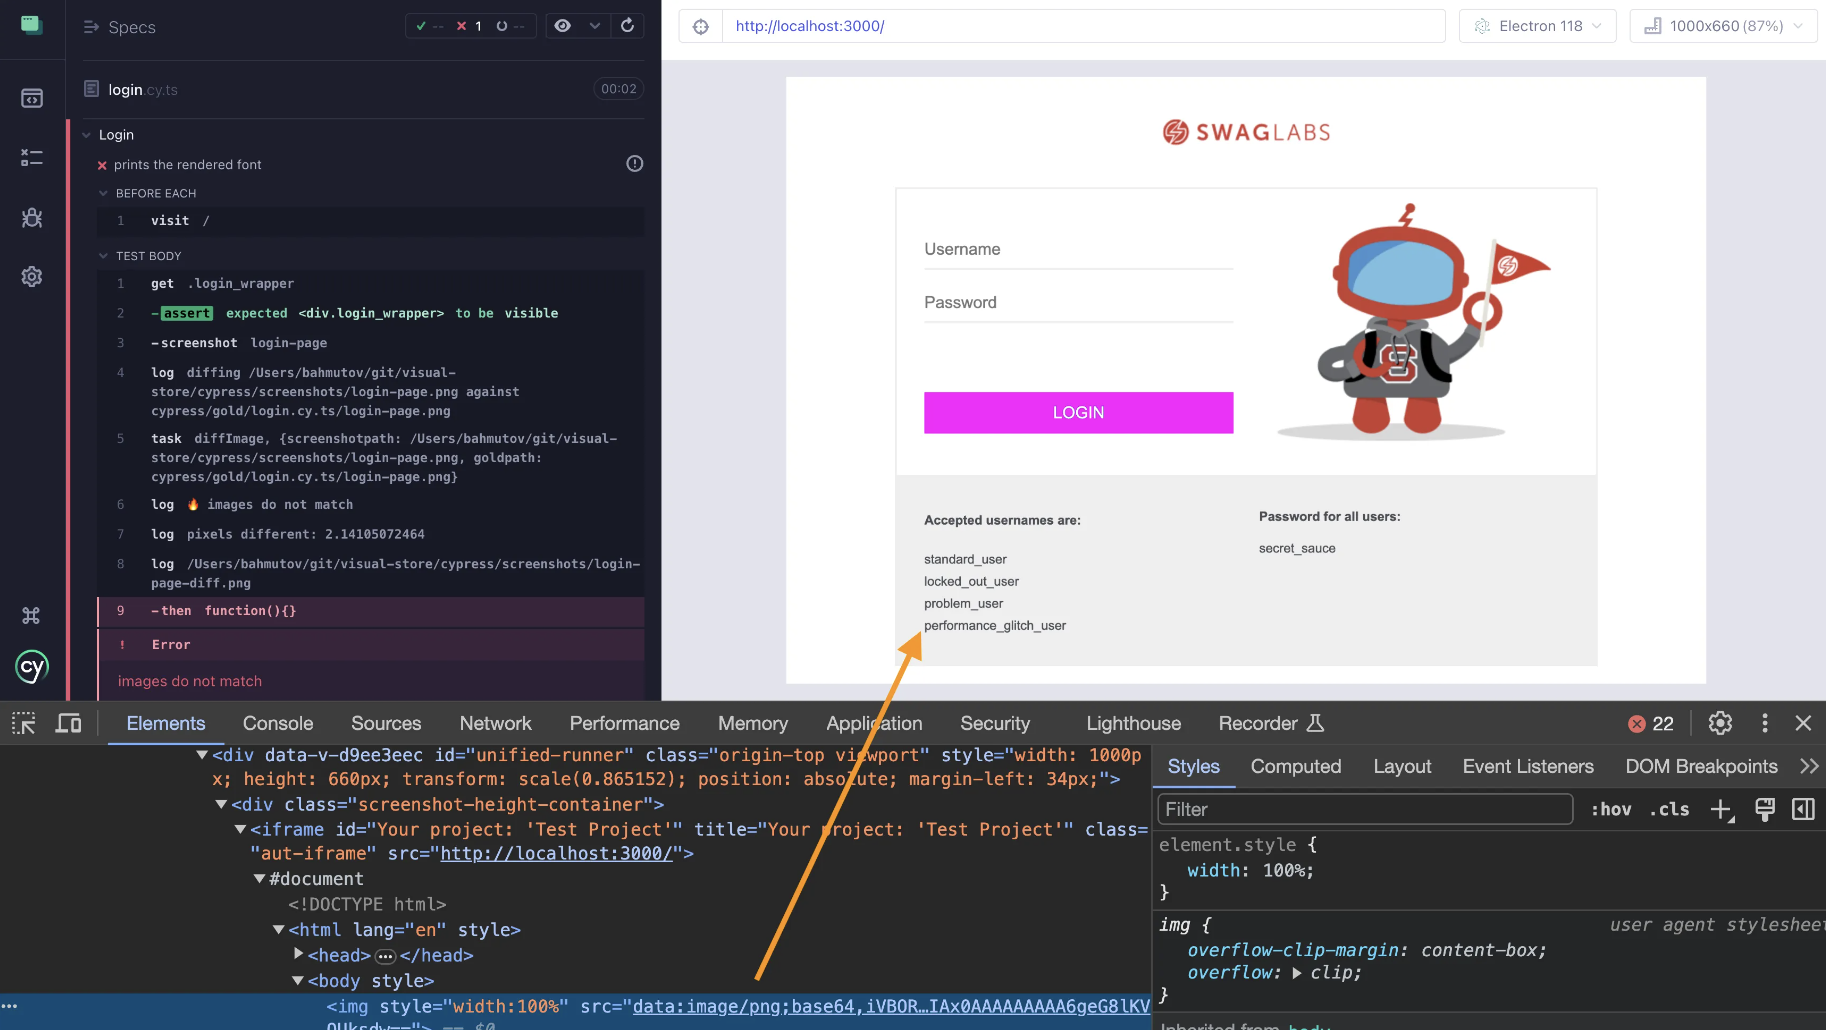 Specs
✓ -- ✕ 1 --
http://localhost:3000/
Electron 118
1000x660 (87%)
login.cy.ts
00:02
Login
prints the rendered font
BEFORE EACH
1 visit /
TEST BODY
1 get .login_wrapper
2 -assert expected <div.login_wrapper> to be visible
3 -screenshot login-page
4 log diffing /Users/bahmutov/git/visual-
store/cypress/screenshots/login-page.png against
cypress/gold/login.cy.ts/login-page.png
5 task diffImage, {screenshotpath: /Users/bahmutov/git/visual-
store/cypress/screenshots/login-page.png, goldpath:
cypress/gold/login.cy.ts/login-page.png}
6 log 🔥 images do not match
7 log pixels different: 2.14105072464
8 log /Users/bahmutov/git/visual-store/cypress/screenshots/login-
page-diff.png
9 -then function(){}
! Error
images do not match
cy
SWAGLABS
Username
Password
LOGIN
S
Accepted usernames are:
standard_user
locked_out_user
problem_user
performance_glitch_user
Password for all users:
secret_sauce
Elements Console Sources Network Performance Memory Application Security Lighthouse Recorder 22
<div data-v-d9ee3eec id="unified-runner" class="origin-top viewport" style="width: 1000p
x; height: 660px; transform: scale(0.865152); position: absolute; margin-left: 34px;">
<div class="screenshot-height-container">
<iframe id="Your project: 'Test Project'" title="Your project: 'Test Project'" class=
"aut-iframe" src="http://localhost:3000/">
#document
<!DOCTYPE html>
<html lang="en" style>
<head>…</head>
<body style>
<img style="width:100%" src="data:image/png;base64,iVBOR…IAx0AAAAAAAAA6geG8lKV
QUksdw=="> == $0
Styles Computed Layout Event Listeners DOM Breakpoints
Filter
:hov .cls
element.style {
width: 100%;
}
img { user agent stylesheet
overflow-clip-margin: content-box;
overflow: clip;
}
Inherited from body